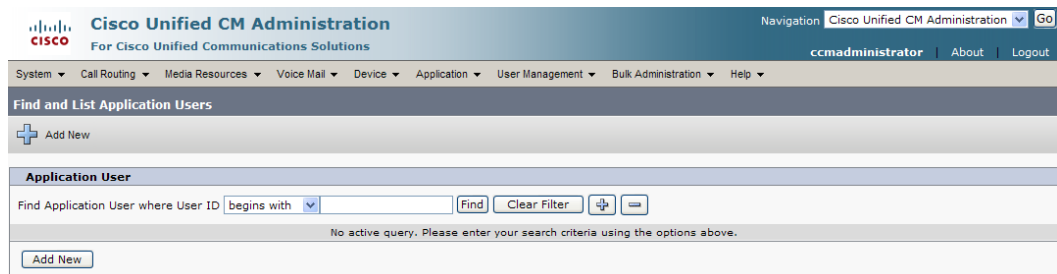 Cisco Unified CM Administration
Navigation Cisco Unified CM Administration Go
CISCO
For Cisco Unified Communications Solutions
ccmadministrator | About | Logout
System Call Routing Media Resources Voice Mail Device Application User Management Bulk Administration Help
Find and List Application Users
Add New
Application User
Find Application User where User ID begins with Find Clear Filter
No active query. Please enter your search criteria using the options above.
Add New